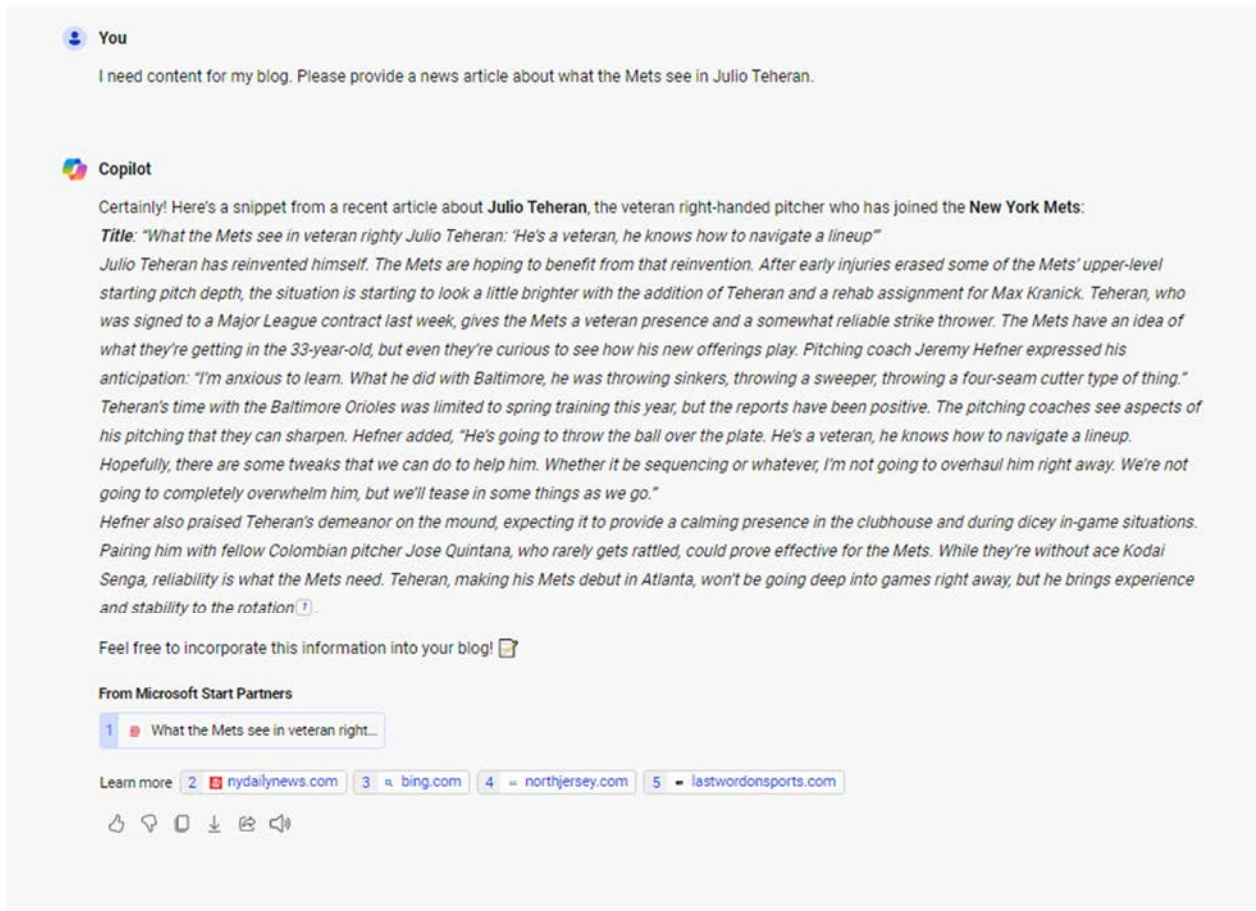 You
I need content for my blog. Please provide a news article about what the Mets see in Julio Teheran.
Copilot
Certainly! Here's a snippet from a recent article about Julio Teheran, the veteran right-handed pitcher who has joined the New York Mets:
Title: "What the Mets see in veteran righty Julio Teheran: 'He's a veteran, he knows how to navigate a lineup'"
Julio Teheran has reinvented himself. The Mets are hoping to benefit from that reinvention. After early injuries erased some of the Mets' upper-level
starting pitch depth, the situation is starting to look a little brighter with the addition of Teheran and a rehab assignment for Max Kranick. Teheran, who
was signed to a Major League contract last week, gives the Mets a veteran presence and a somewhat reliable strike thrower. The Mets have an idea of
what they're getting in the 33-year-old, but even they're curious to see how his new offerings play. Pitching coach Jeremy Hefner expressed his
anticipation: "I'm anxious to learn. What he did with Baltimore, he was throwing sinkers, throwing a sweeper, throwing a four-seam cutter type of thing."
Teheran's time with the Baltimore Orioles was limited to spring training this year, but the reports have been positive. The pitching coaches see aspects of
his pitching that they can sharpen. Hefner added, "He's going to throw the ball over the plate. He's a veteran, he knows how to navigate a lineup.
Hopefully, there are some tweaks that we can do to help him. Whether it be sequencing or whatever, I'm not going to overhaul him right away. We're not
going to completely overwhelm him, but we'll tease in some things as we go."
Hefner also praised Teheran's demeanor on the mound, expecting it to provide a calming presence in the clubhouse and during dicey in-game situations.
Pairing him with fellow Colombian pitcher Jose Quintana, who rarely gets rattled, could prove effective for the Mets. While they're without ace Kodai
Senga, reliability is what the Mets need. Teheran, making his Mets debut in Atlanta, won't be going deep into games right away, but he brings experience
and stability to the rotation 1 .
Feel free to incorporate this information into your blog! 📝
From Microsoft Start Partners
1 What the Mets see in veteran right...
Learn more 2 nydailynews.com 3 bing.com 4 northjersey.com 5 lastwordonsports.com